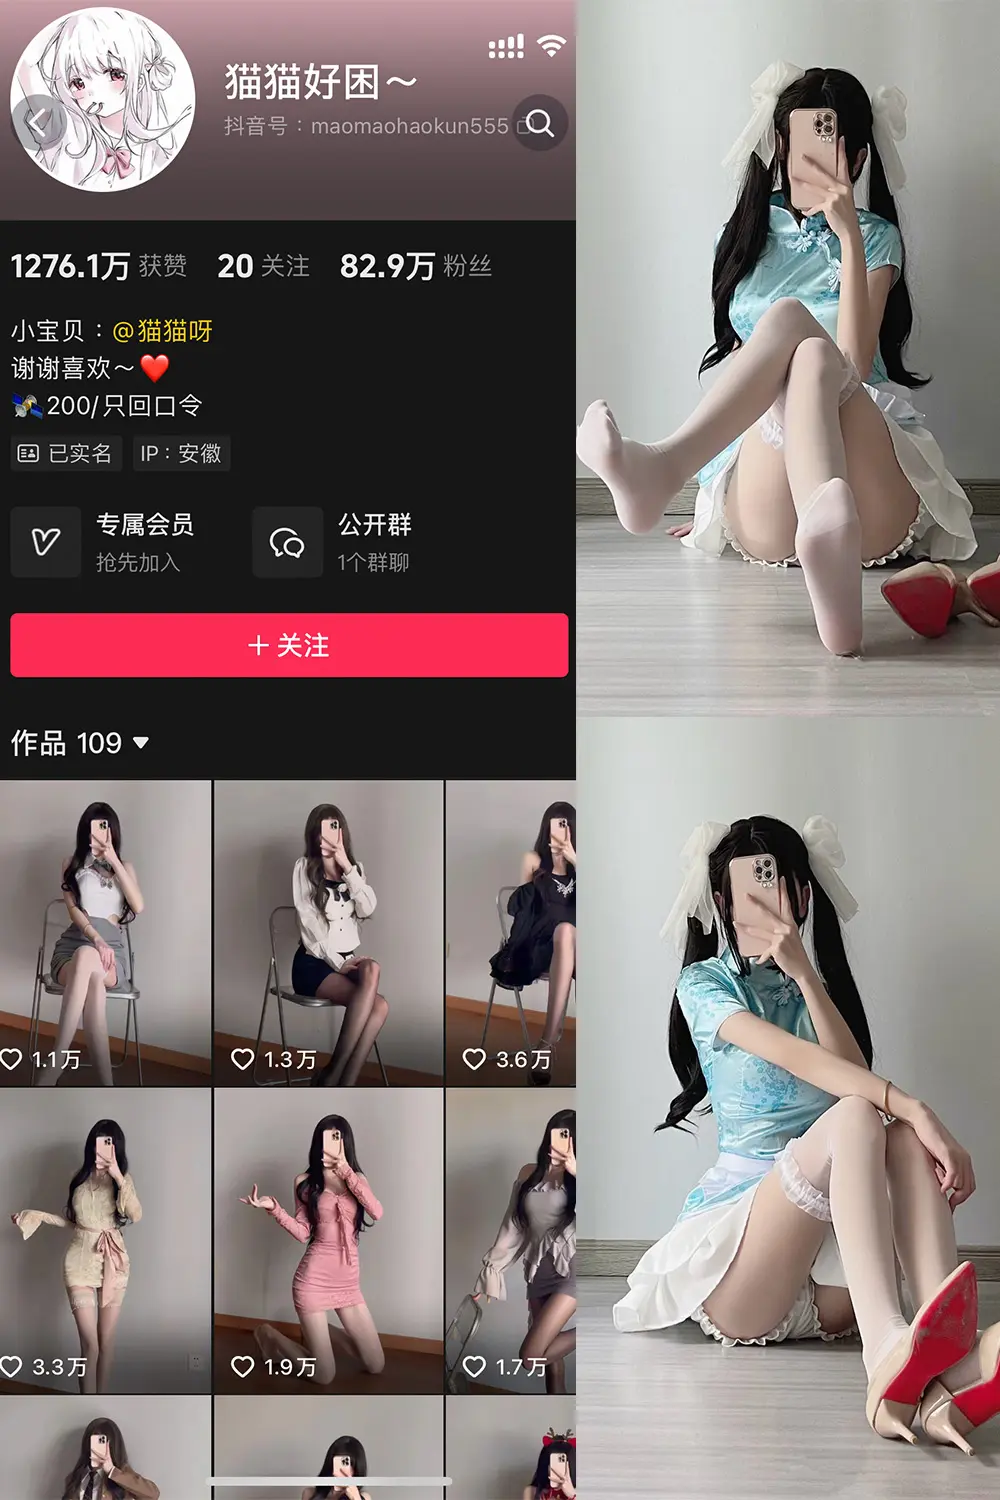 猫猫好困～
抖音号：maomaohaokun555
1276.1万 获赞 20 关注 82.9万 粉丝
小宝贝：@猫猫呀
谢谢喜欢～❤️
🛰️200/只回口令
已实名 IP：安徽
专属会员 公开群
抢先加入 1个群聊
＋关注
作品 109
1.1万 1.3万 3.6万
3.3万 1.9万 1.7万